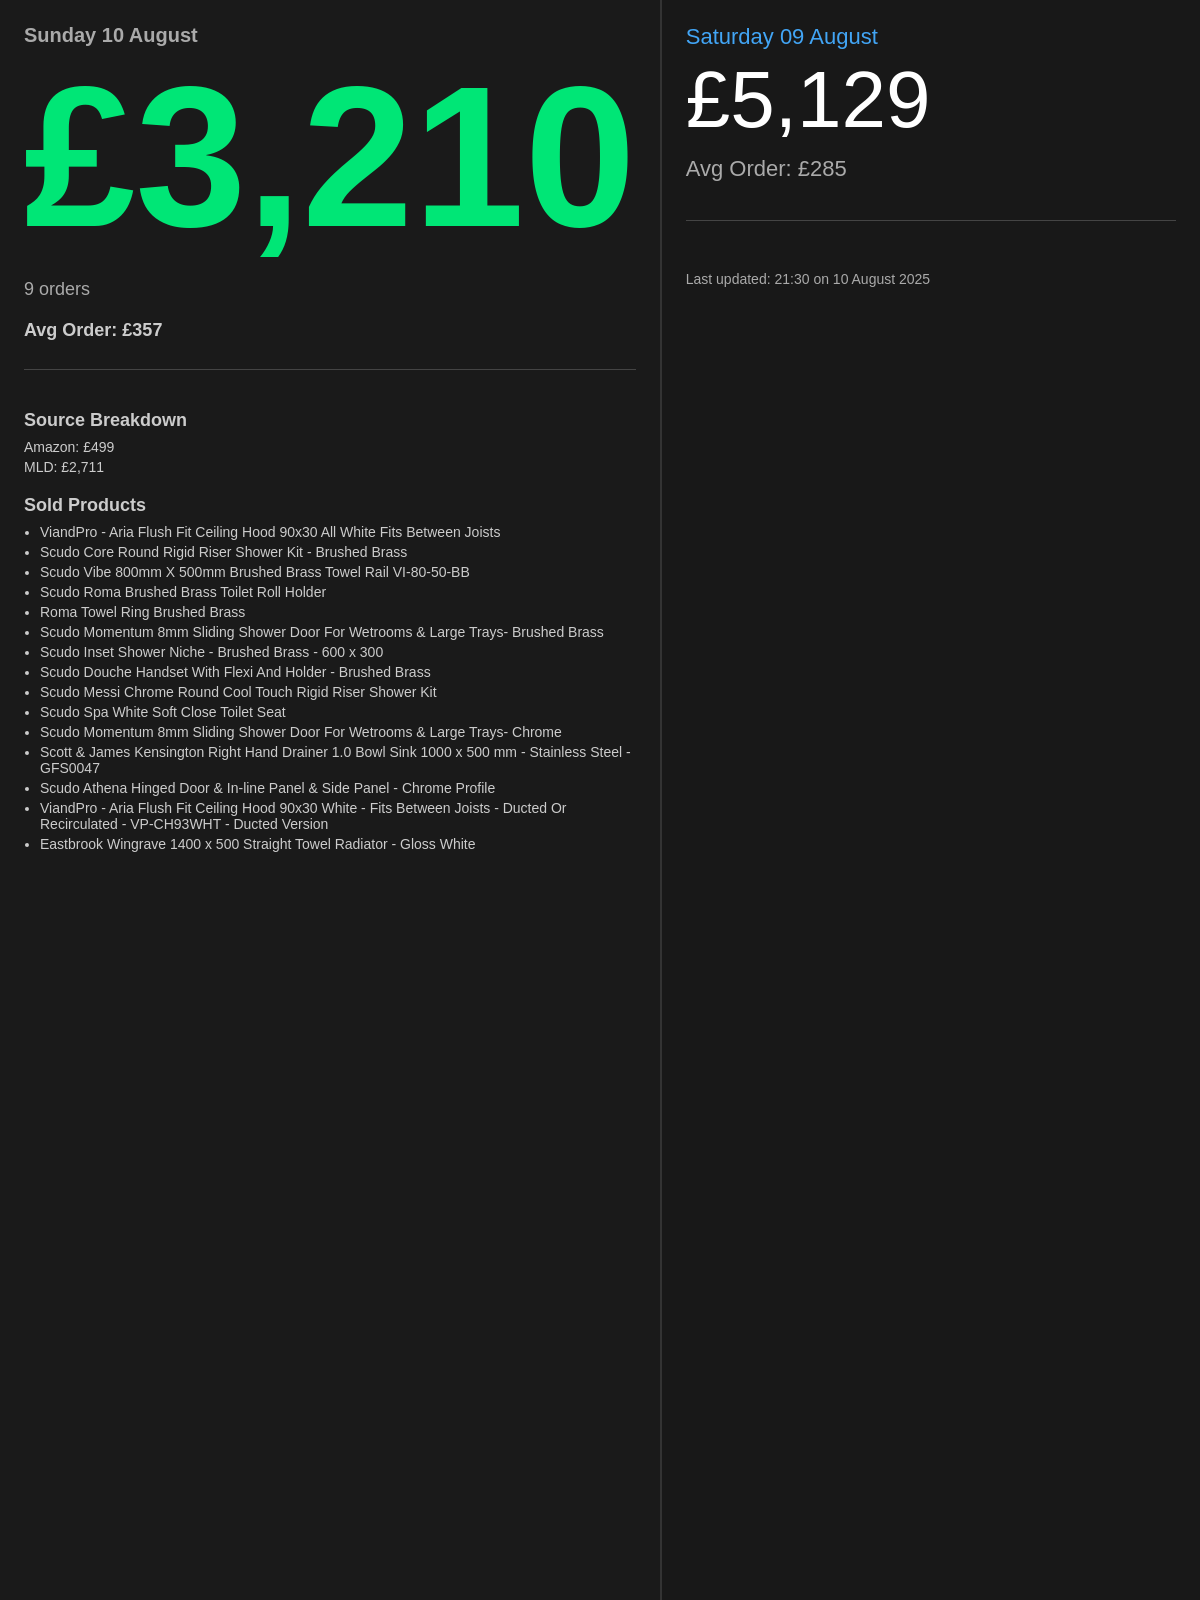 Sunday 10 August
£3,210
9 orders
Avg Order: £357
Source Breakdown
Amazon: £499
MLD: £2,711
Sold Products
• ViandPro - Aria Flush Fit Ceiling Hood 90x30 All White Fits Between Joists
• Scudo Core Round Rigid Riser Shower Kit - Brushed Brass
• Scudo Vibe 800mm X 500mm Brushed Brass Towel Rail VI-80-50-BB
• Scudo Roma Brushed Brass Toilet Roll Holder
• Roma Towel Ring Brushed Brass
• Scudo Momentum 8mm Sliding Shower Door For Wetrooms & Large Trays- Brushed Brass
• Scudo Inset Shower Niche - Brushed Brass - 600 x 300
• Scudo Douche Handset With Flexi And Holder - Brushed Brass
• Scudo Messi Chrome Round Cool Touch Rigid Riser Shower Kit
• Scudo Spa White Soft Close Toilet Seat
• Scudo Momentum 8mm Sliding Shower Door For Wetrooms & Large Trays- Chrome
• Scott & James Kensington Right Hand Drainer 1.0 Bowl Sink 1000 x 500 mm - Stainless Steel -
GFS0047
• Scudo Athena Hinged Door & In-line Panel & Side Panel - Chrome Profile
• ViandPro - Aria Flush Fit Ceiling Hood 90x30 White - Fits Between Joists - Ducted Or
Recirculated - VP-CH93WHT - Ducted Version
• Eastbrook Wingrave 1400 x 500 Straight Towel Radiator - Gloss White
Saturday 09 August
£5,129
Avg Order: £285
Last updated: 21:30 on 10 August 2025